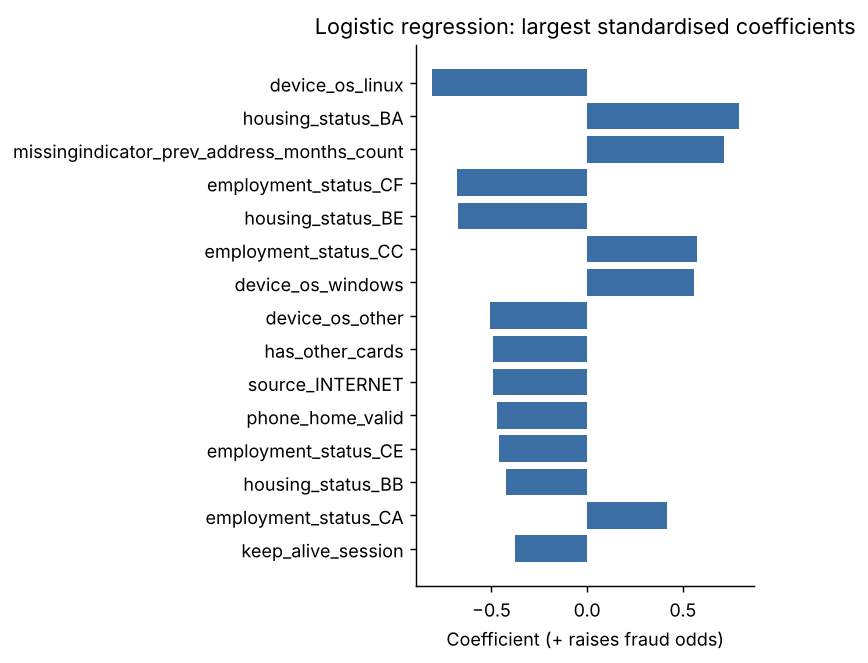 Logistic regression: largest standardised coefficients
device_os_linux
housing_status_BA
missingindicator_prev_address_months_count
employment_status_CF
housing_status_BE
employment_status_CC
device_os_windows
device_os_other
has_other_cards
source_INTERNET
phone_home_valid
employment_status_CE
housing_status_BB
employment_status_CA
keep_alive_session
−0.5 0.0 0.5
Coefficient (+ raises fraud odds)